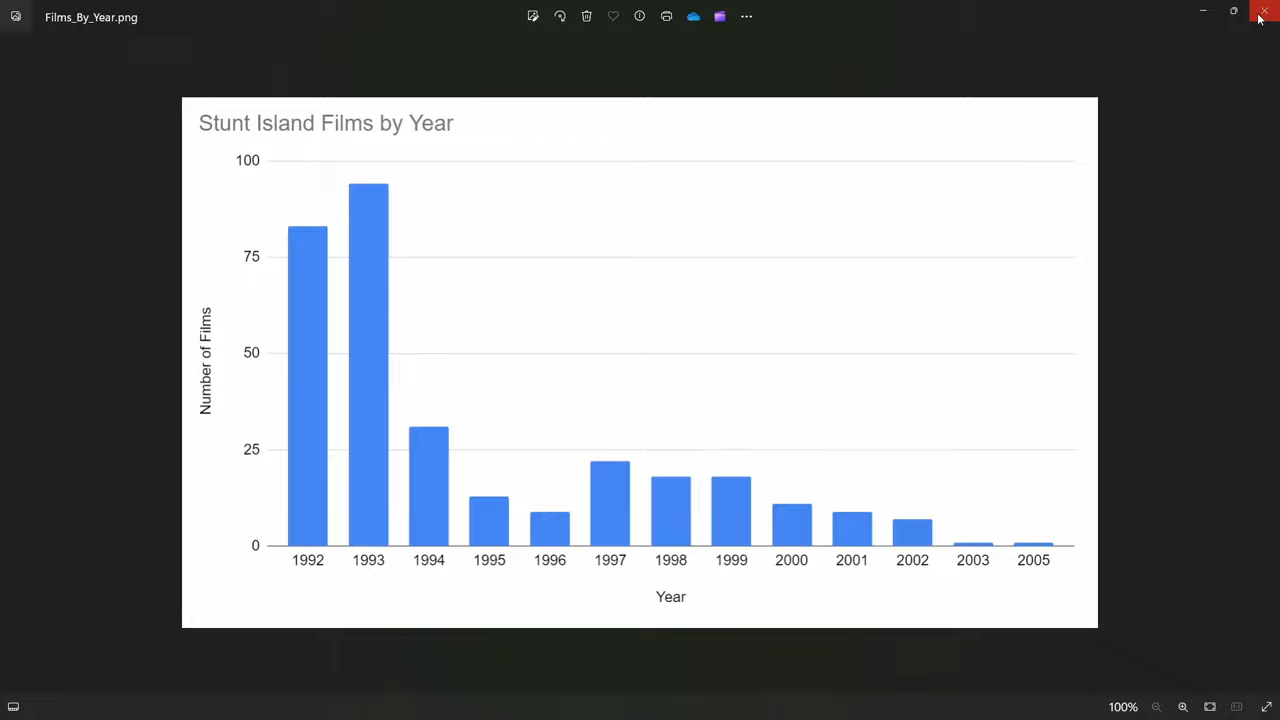 Films_By_Year.png
Stunt Island Films by Year
100
75
50
25
0
Number of Films
1992 1993 1994 1995 1996 1997 1998 1999 2000 2001 2002 2003 2005
Year
100%